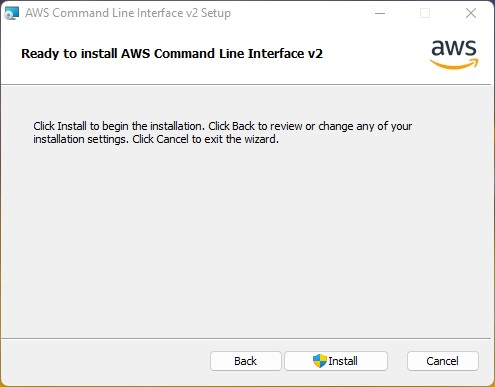 AWS Command Line Interface v2 Setup
Ready to install AWS Command Line Interface v2
aws
Click Install to begin the installation. Click Back to review or change any of your
installation settings. Click Cancel to exit the wizard.
Back
Install
Cancel